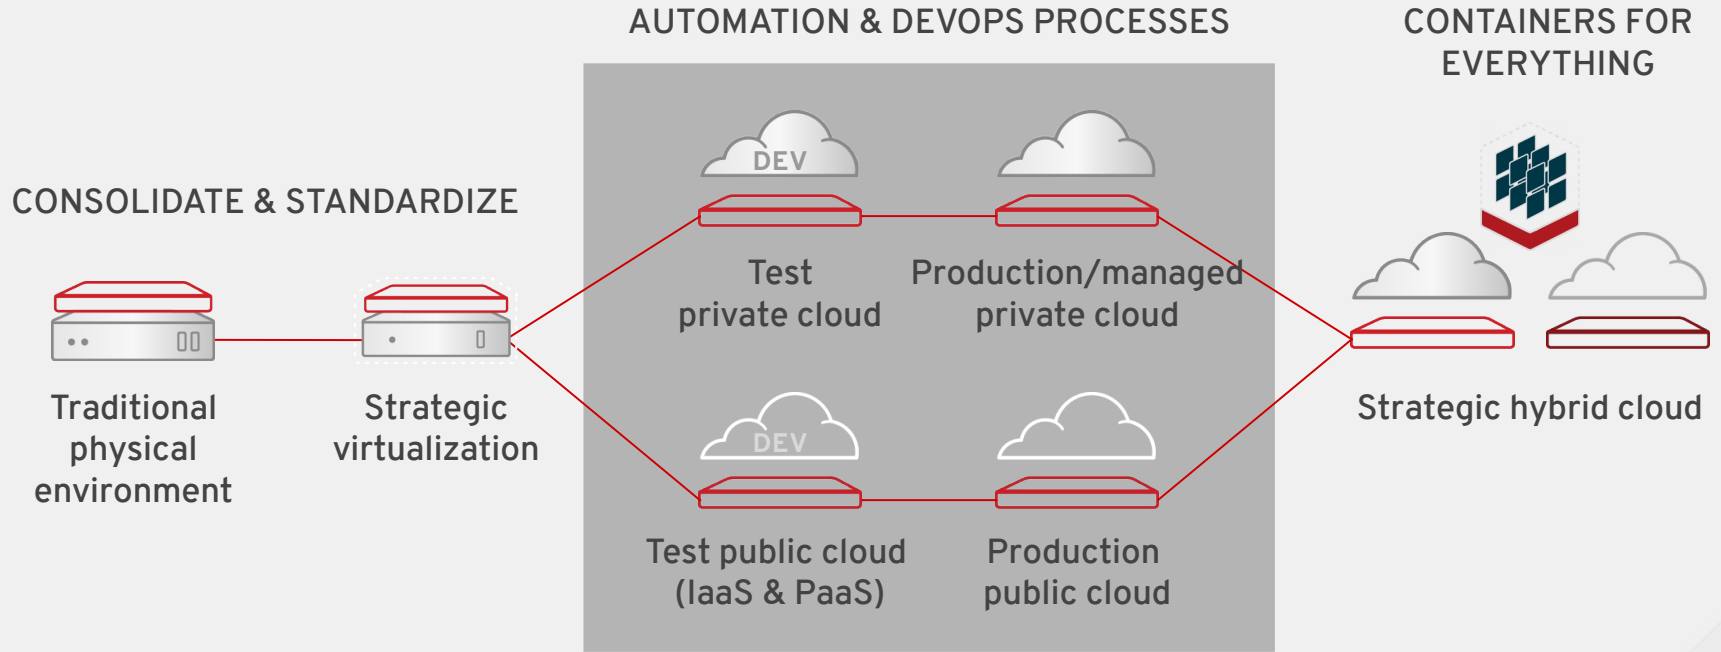 AUTOMATION & DEVOPS PROCESSES
CONTAINERS FOR
EVERYTHING
CONSOLIDATE & STANDARDIZE
DEV
Test
private cloud
Production/managed
private cloud
Traditional
physical
environment
Strategic
virtualization
DEV
Test public cloud
(IaaS & PaaS)
Production
public cloud
Strategic hybrid cloud